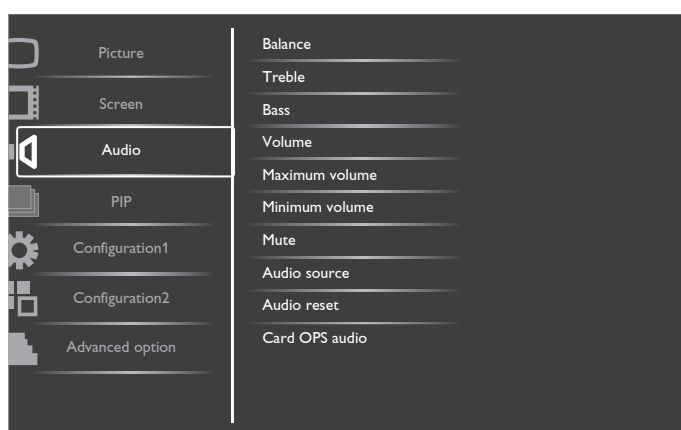 Picture
Screen
Audio
PIP
Configuration1
Configuration2
Advanced option
Balance
Treble
Bass
Volume
Maximum volume
Minimum volume
Mute
Audio source
Audio reset
Card OPS audio